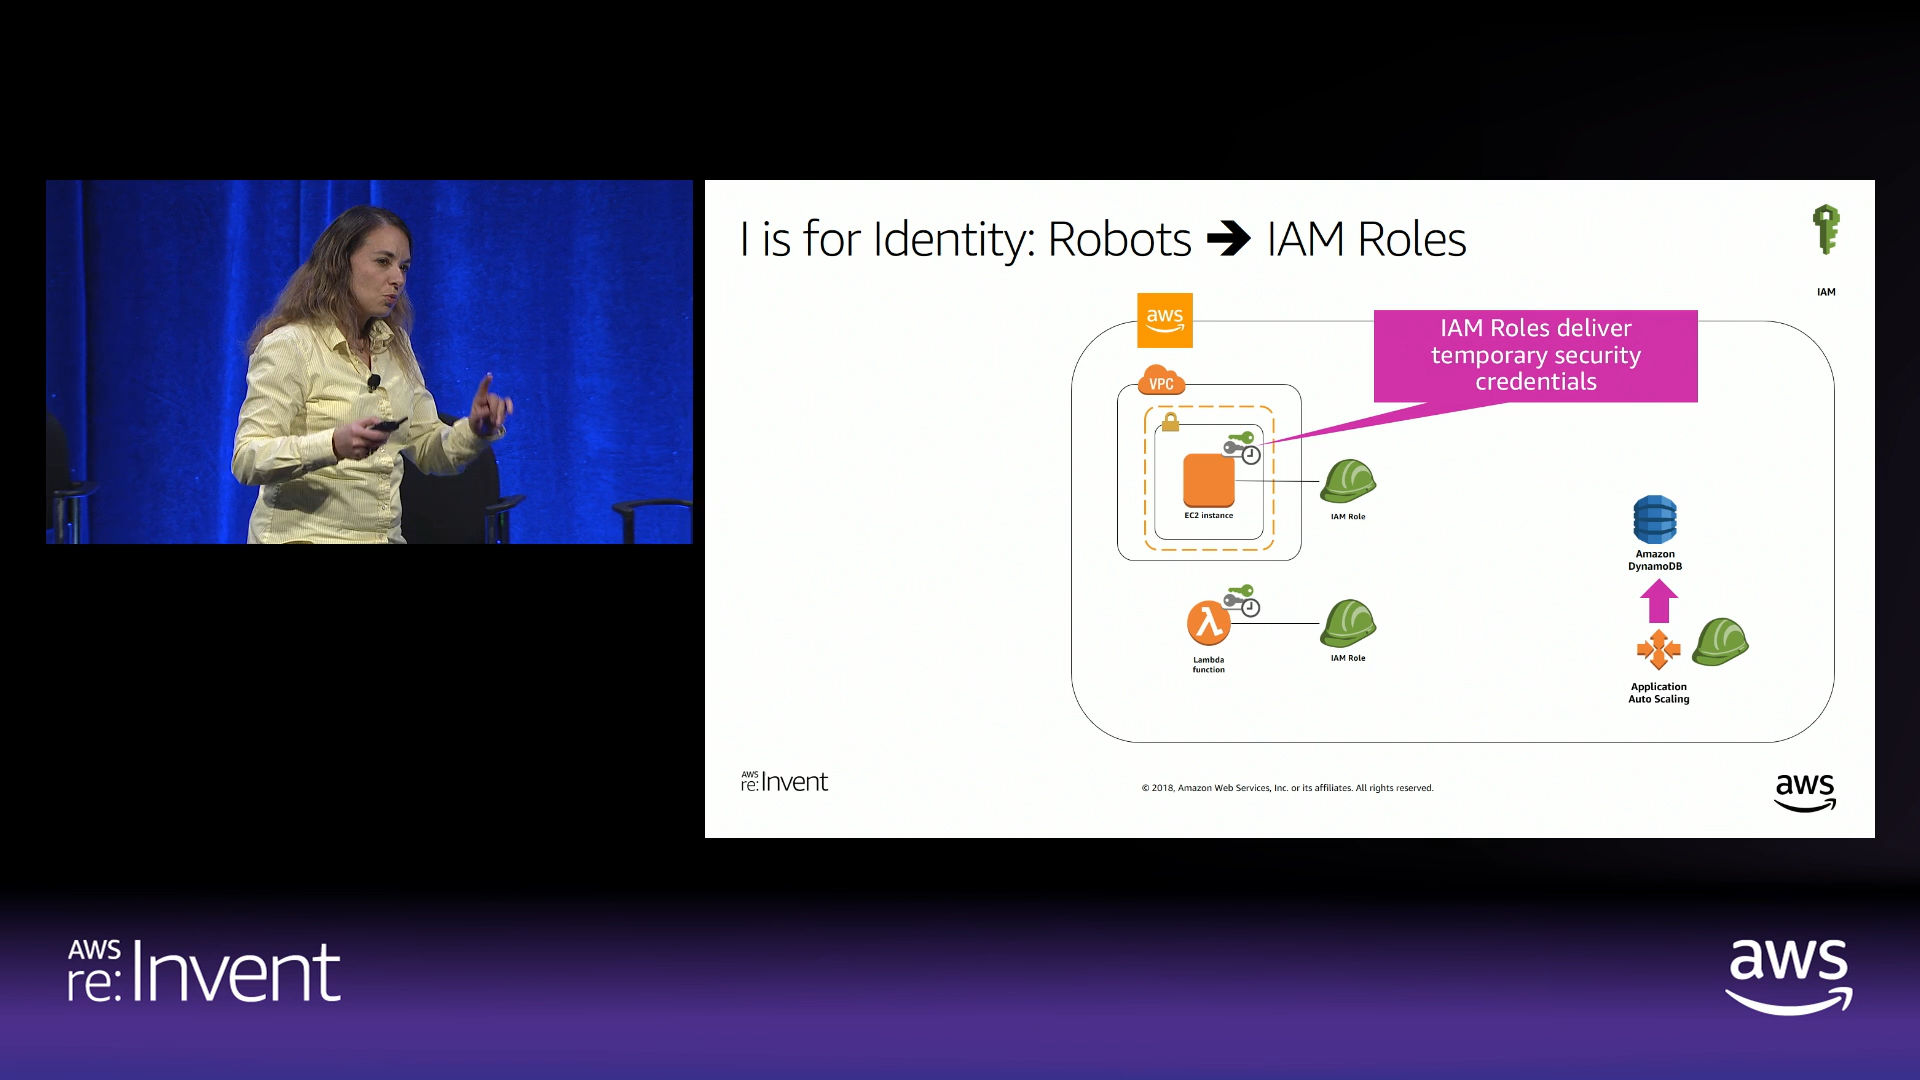 I is for Identity: Robots ➔ IAM Roles
IAM
aws
IAM Roles deliver
temporary security
credentials
VPC
EC2 instance
IAM Role
Amazon
DynamoDB
λ
Lambda
function
IAM Role
Application
Auto Scaling
AWS
re:Invent
© 2018, Amazon Web Services, Inc. or its affiliates. All rights reserved.
aws
AWS
re:Invent
aws